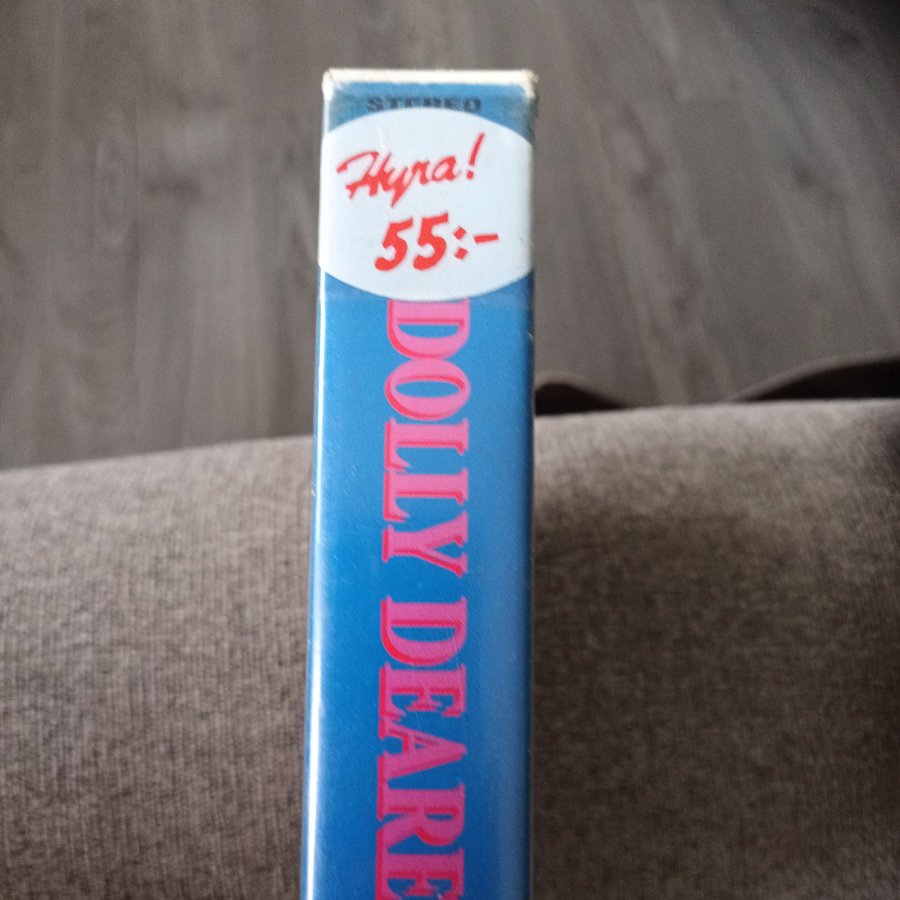 STEREO
Hyra!
55:-
DOLLY DEARE